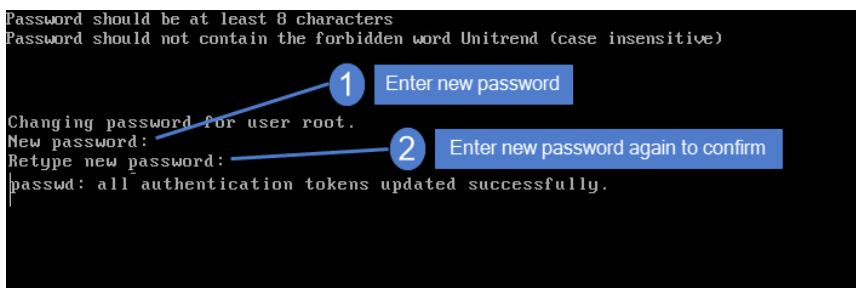 Password should be at least 8 characters
Password should not contain the forbidden word Unitrend (case insensitive)
1 Enter new password
Changing password for user root.
New password:
2 Enter new password again to confirm
Retype new password:
passwd: all authentication tokens updated successfully.